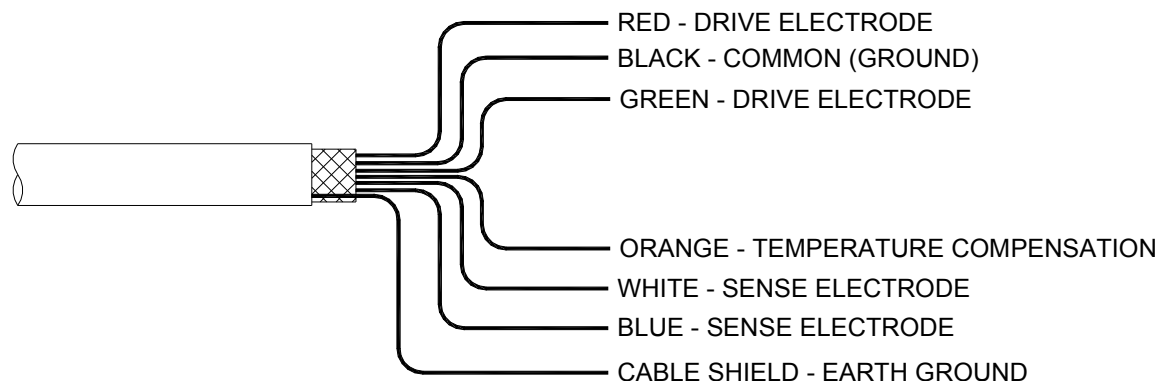 RED - DRIVE ELECTRODE
BLACK - COMMON (GROUND)
GREEN - DRIVE ELECTRODE
ORANGE - TEMPERATURE COMPENSATION
WHITE - SENSE ELECTRODE
BLUE - SENSE ELECTRODE
CABLE SHIELD - EARTH GROUND